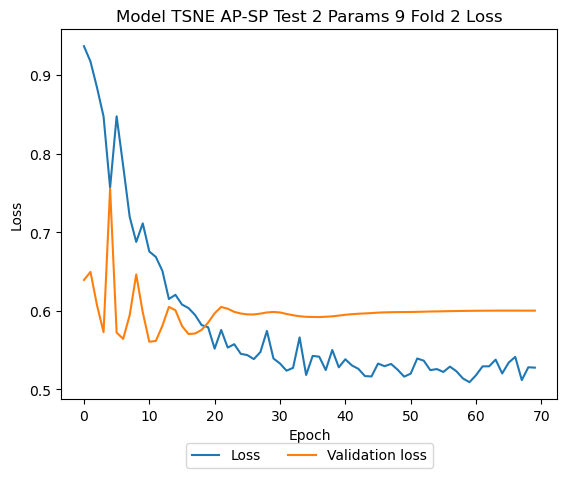 Model TSNE AP-SP Test 2 Params 9 Fold 2 Loss
0.9
0.8
0.7
0.6
0.5
Loss
0 10 20 30 40 50 60 70
Epoch
Loss Validation loss